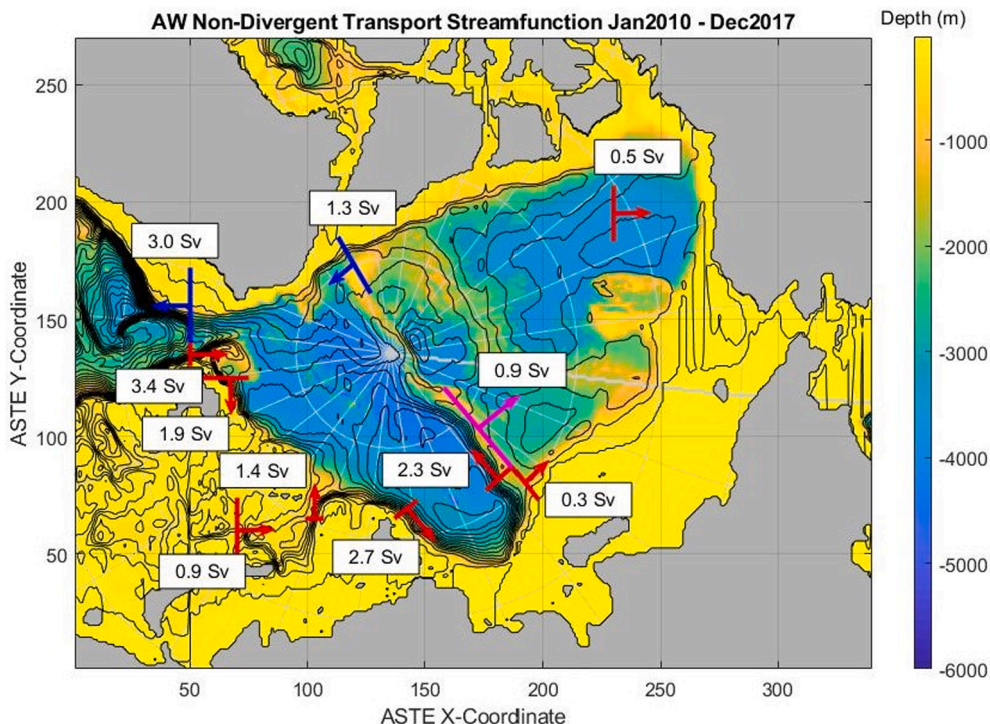 AW Non-Divergent Transport Streamfunction Jan2010 - Dec2017
Depth (m)
ASTE Y-Coordinate
250
200
150
100
50
0.5 Sv
1.3 Sv
3.0 Sv
0.9 Sv
3.4 Sv
1.9 Sv
1.4 Sv
2.3 Sv
0.3 Sv
2.7 Sv
0.9 Sv
50
100
150
200
250
300
ASTE X-Coordinate
-1000
-2000
-3000
-4000
-5000
-6000